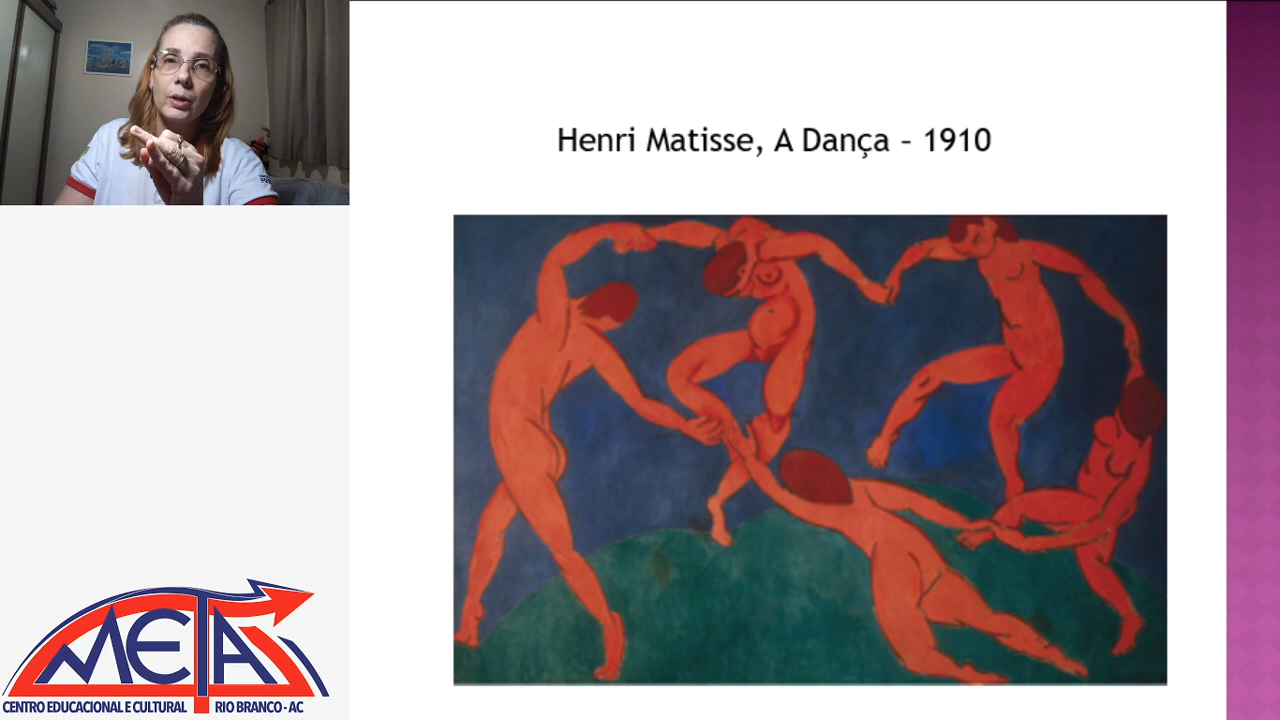 Henri Matisse, A Dança – 1910
META
CENTRO EDUCACIONAL E CULTURAL RIO BRANCO - AC